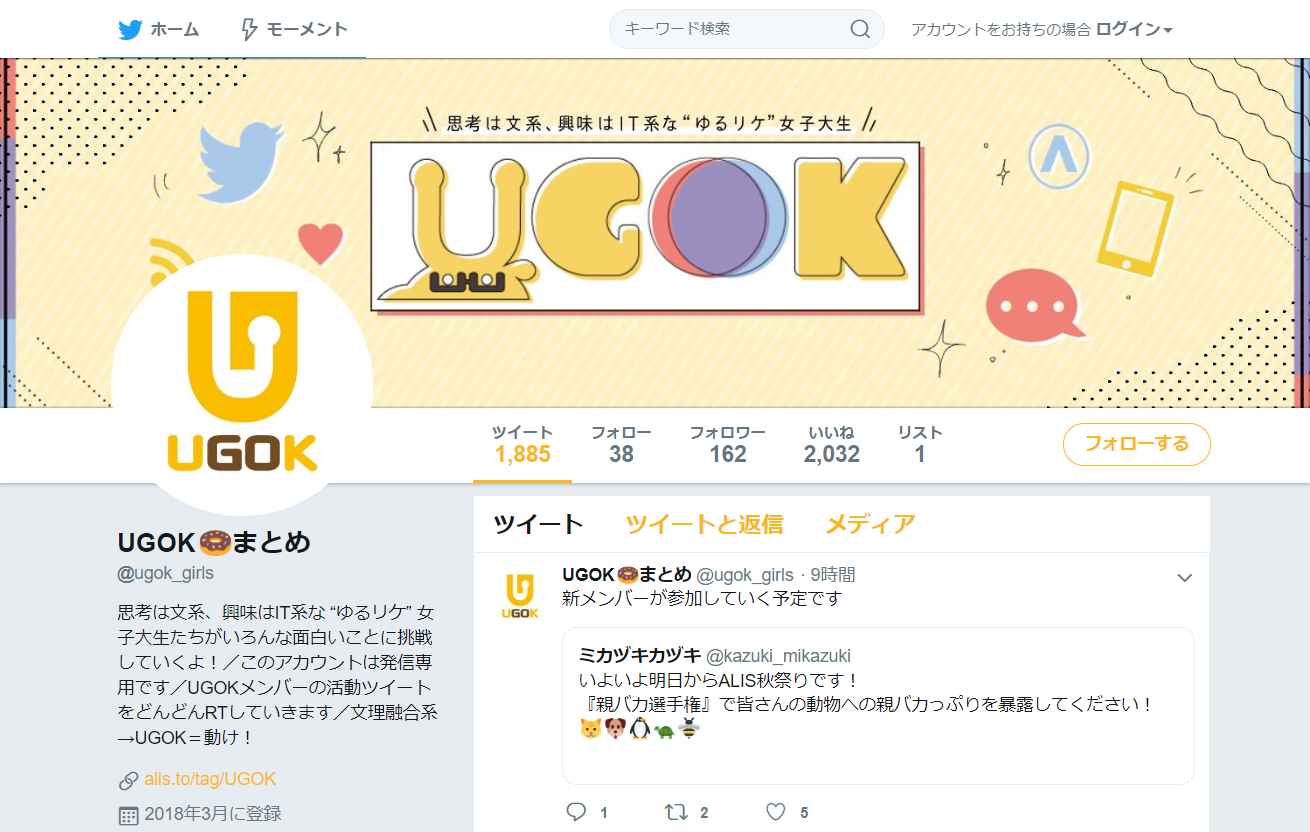 ホーム モーメント キーワード検索 アカウントをお持ちの場合 ログイン
思考は文系、興味はIT系な“ゆるリケ”女子大生
UGOK
UGOK
ツイート フォロー フォロワー いいね リスト
1,885 38 162 2,032 1
フォローする
UGOK🍩まとめ
@ugok_girls
思考は文系、興味はIT系な “ゆるリケ” 女
子大生たちがいろんな面白いことに挑戦
していくよ！／このアカウントは発信専
用です／UGOKメンバーの活動ツイート
をどんどんRTしていきます／文理融合系
→UGOK＝動け！
alis.to/tag/UGOK
2018年3月に登録
ツイート ツイートと返信 メディア
UGOK
UGOK🍩まとめ @ugok_girls · 9時間
新メンバーが参加していく予定です
ミカヅキカヅキ @kazuki_mikazuki
いよいよ明日からALIS秋祭りです！
『親バカ選手権』で皆さんの動物への親バカっぷりを暴露してください！
🐱🐶🐧🐢🐝
1 2 5